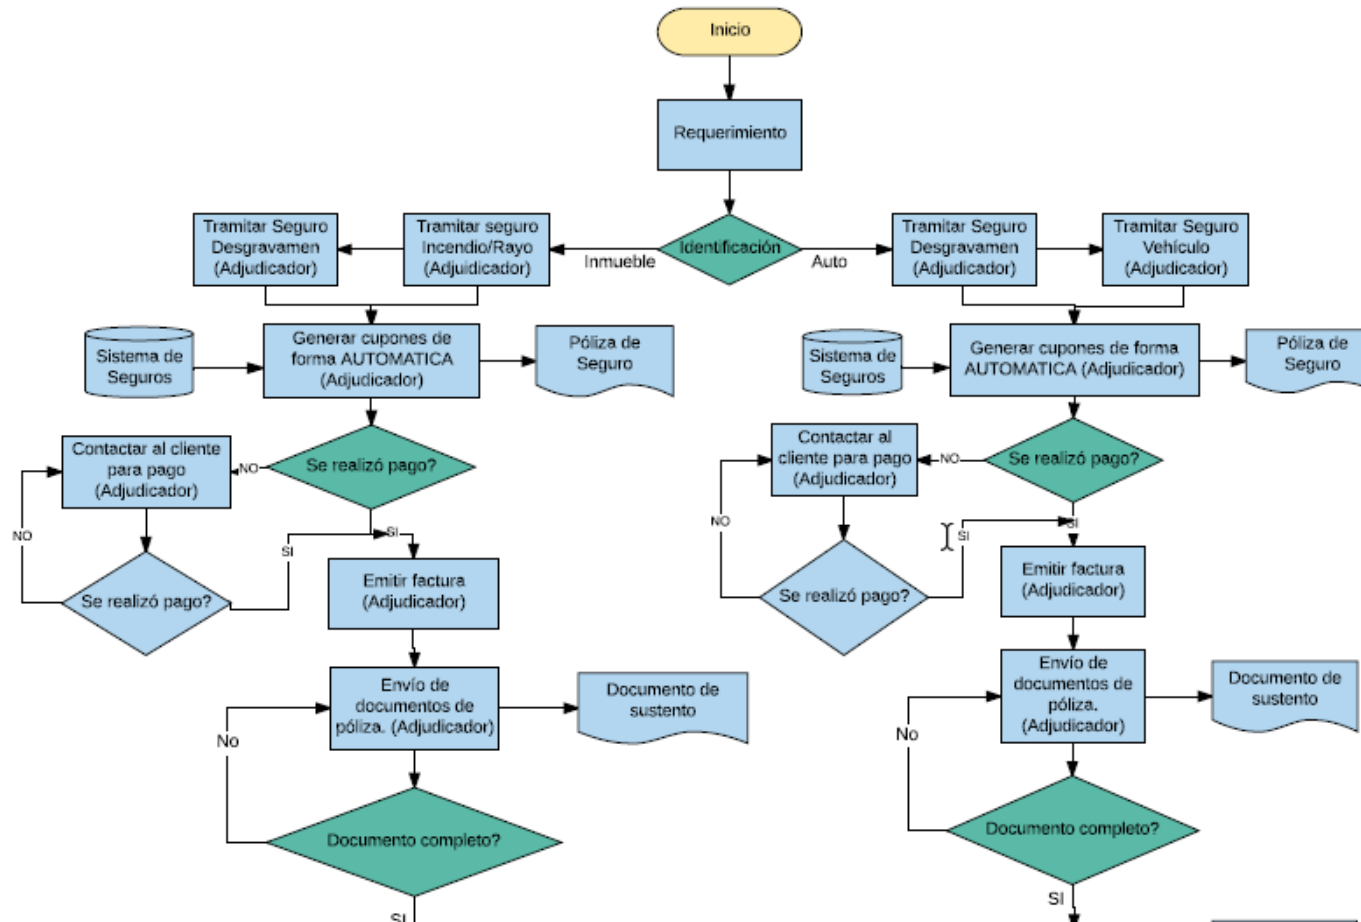 Inicio
Requerimiento
Identificación
Inmueble
Auto
Tramitar Seguro
Desgravamen
(Adjudicador)
Tramitar seguro
Incendio/Rayo
(Adjuidicador)
Tramitar Seguro
Desgravamen
(Adjudicador)
Tramitar Seguro
Vehículo
(Adjudicador)
Sistema de
Seguros
Generar cupones de
forma AUTOMATICA
(Adjudicador)
Póliza de
Seguro
Sistema de
Seguros
Generar cupones de forma
AUTOMATICA (Adjudicador)
Póliza de
Seguro
Contactar al cliente
para pago
(Adjudicador)
NO
Se realizó pago?
Contactar al
cliente para pago
(Adjudicador)
NO
Se realizó pago?
NO
SI
SI
Se realizó pago?
Emitir factura
(Adjudicador)
NO
SI
SI
Se realizó pago?
Emitir factura
(Adjudicador)
Envío de
documentos de
póliza. (Adjudicador)
Documento de
sustento
Envío de
documentos de
póliza.
(Adjudicador)
Documento de
sustento
No
Documento completo?
SI
No
Documento completo?
SI